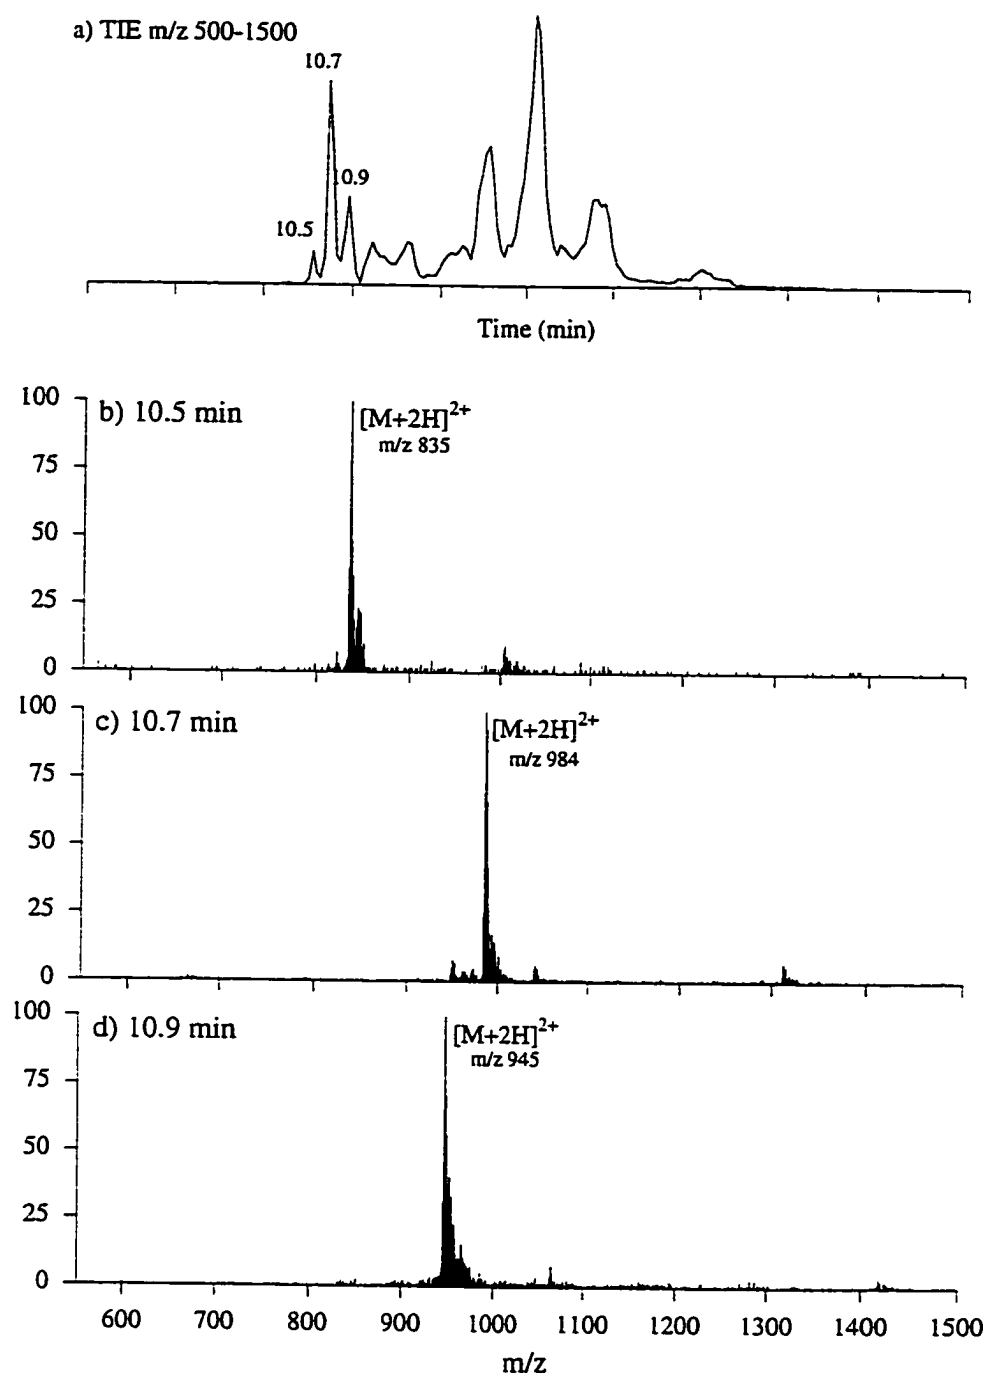 a) TIE m/z 500-1500
10.7
10.9
10.5
Time (min)
100
b) 10.5 min
[M+2H]2+
m/z 835
75
50
25
0
100
c) 10.7 min
[M+2H]2+
m/z 984
75
50
25
0
100
d) 10.9 min
[M+2H]2+
m/z 945
75
50
25
0
600 700 800 900 1000 1100 1200 1300 1400 1500
m/z